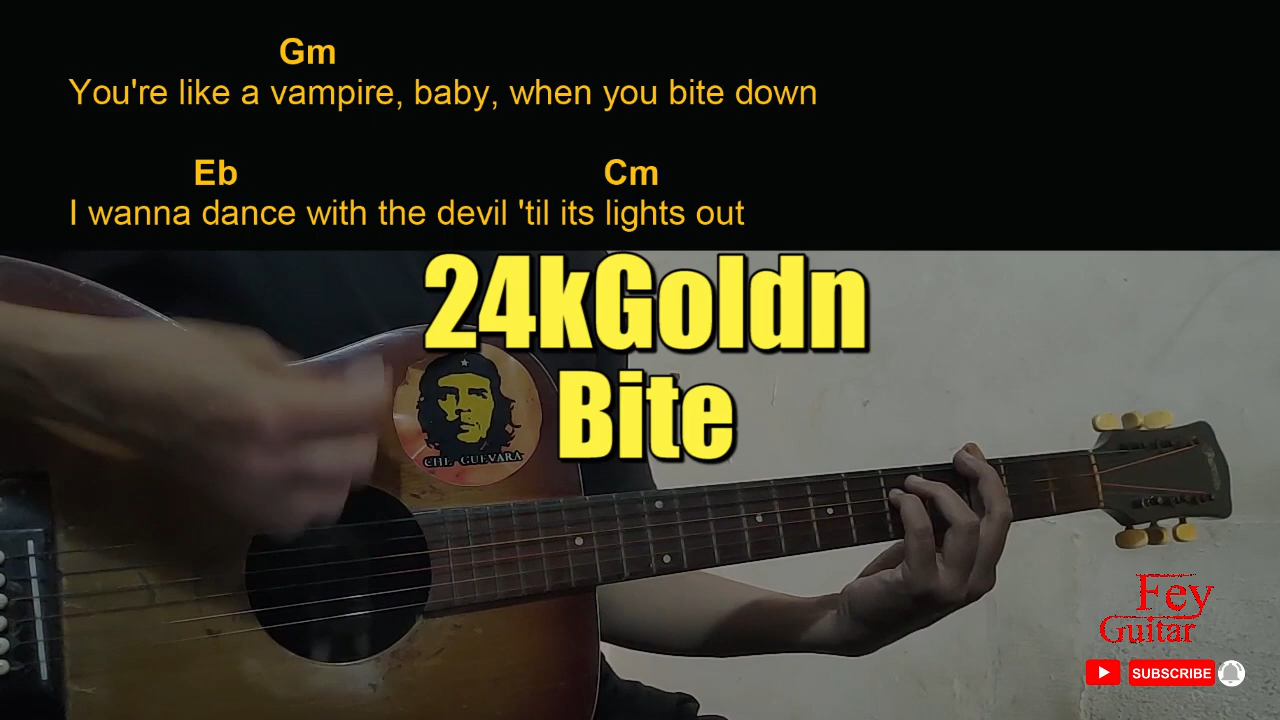 Gm
You're like a vampire, baby, when you bite down
Eb Cm
I wanna dance with the devil 'til its lights out
24kGoldn
Bite
CHE GUEVARA
Fey
Guitar
SUBSCRIBE